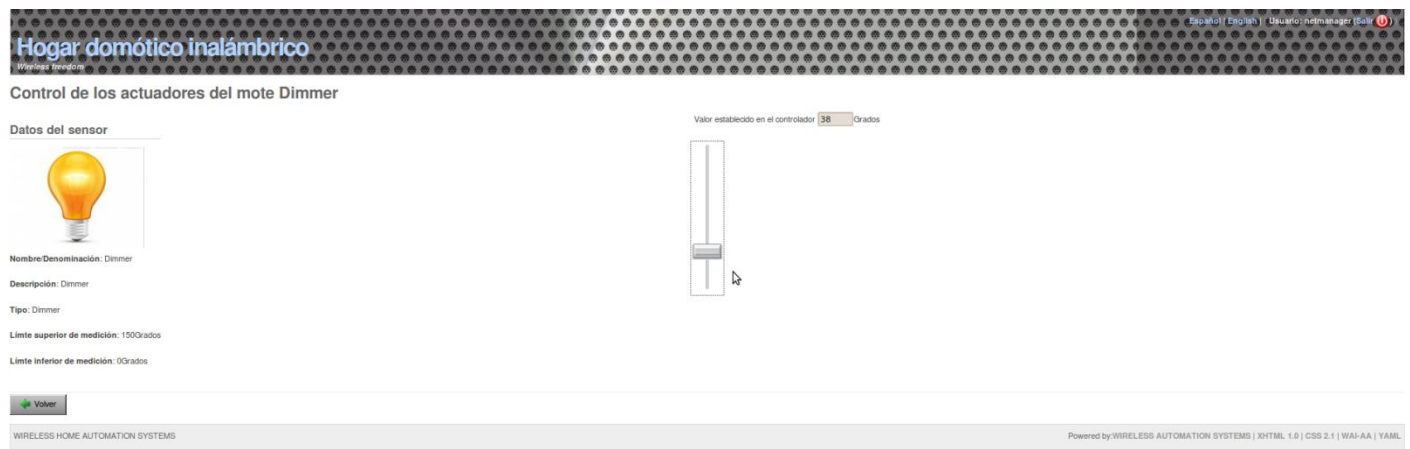 Español | English | Usuario: netmanager (Salir)
Hogar domótico inalámbrico
Wireless freedom
Control de los actuadores del mote Dimmer
Datos del sensor
Valor establecido en el controlador 38 Grados
Nombre/Denominación: Dimmer
Descripción: Dimmer
Tipo: Dimmer
Límte superior de medición: 150Grados
Límte inferior de medición: 0Grados
Volver
WIRELESS HOME AUTOMATION SYSTEMS
Powered by:WIRELESS AUTOMATION SYSTEMS | XHTML 1.0 | CSS 2.1 | WAI-AA | YAML